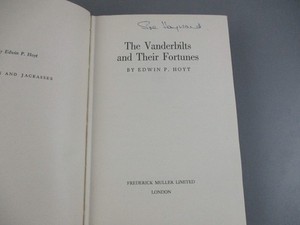 by Edwin P. Hoyt
AND JACKASSES
The Vanderbilts
and Their Fortunes
BY EDWIN P. HOYT
FREDERICK MULLER LIMITED
LONDON